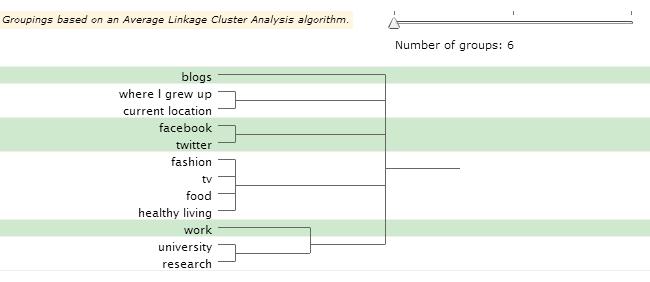 Groupings based on an Average Linkage Cluster Analysis algorithm.
Number of groups: 6
blogs
where I grew up
current location
facebook
twitter
fashion
tv
food
healthy living
work
university
research